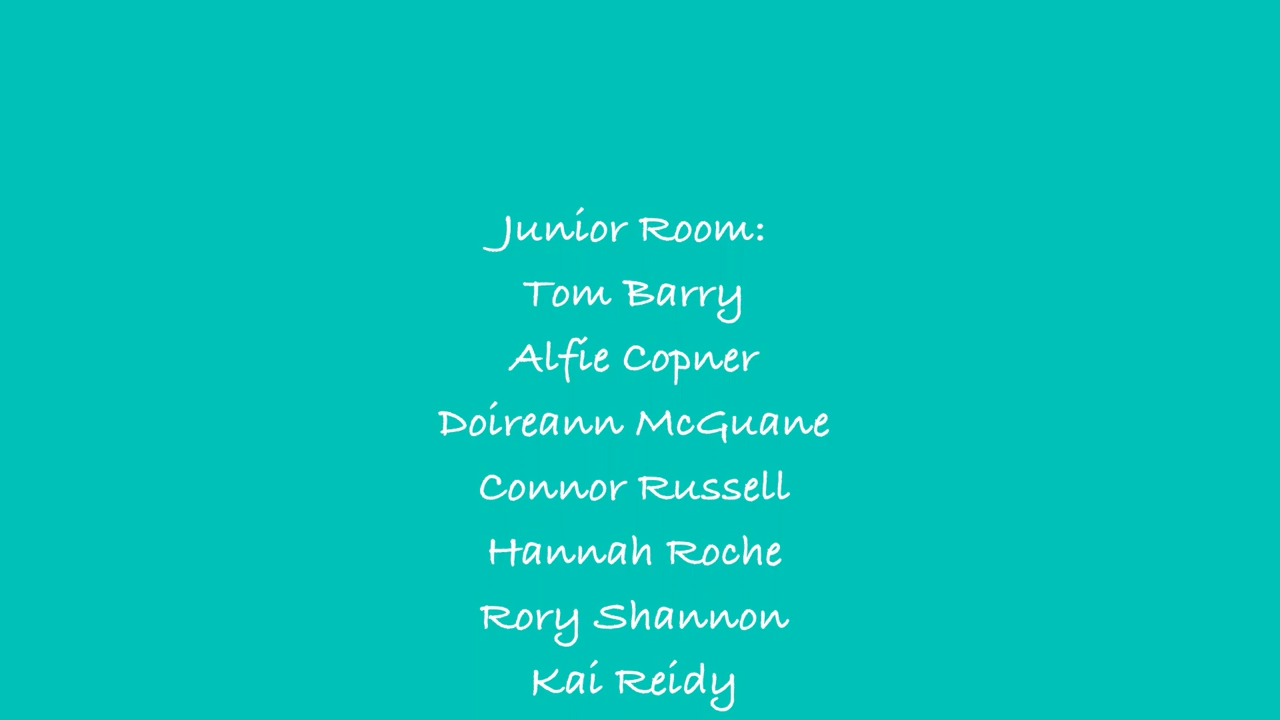 Junior Room:
Tom Barry
Alfie Copner
Doireann McGuane
Connor Russell
Hannah Roche
Rory Shannon
Kai Reidy